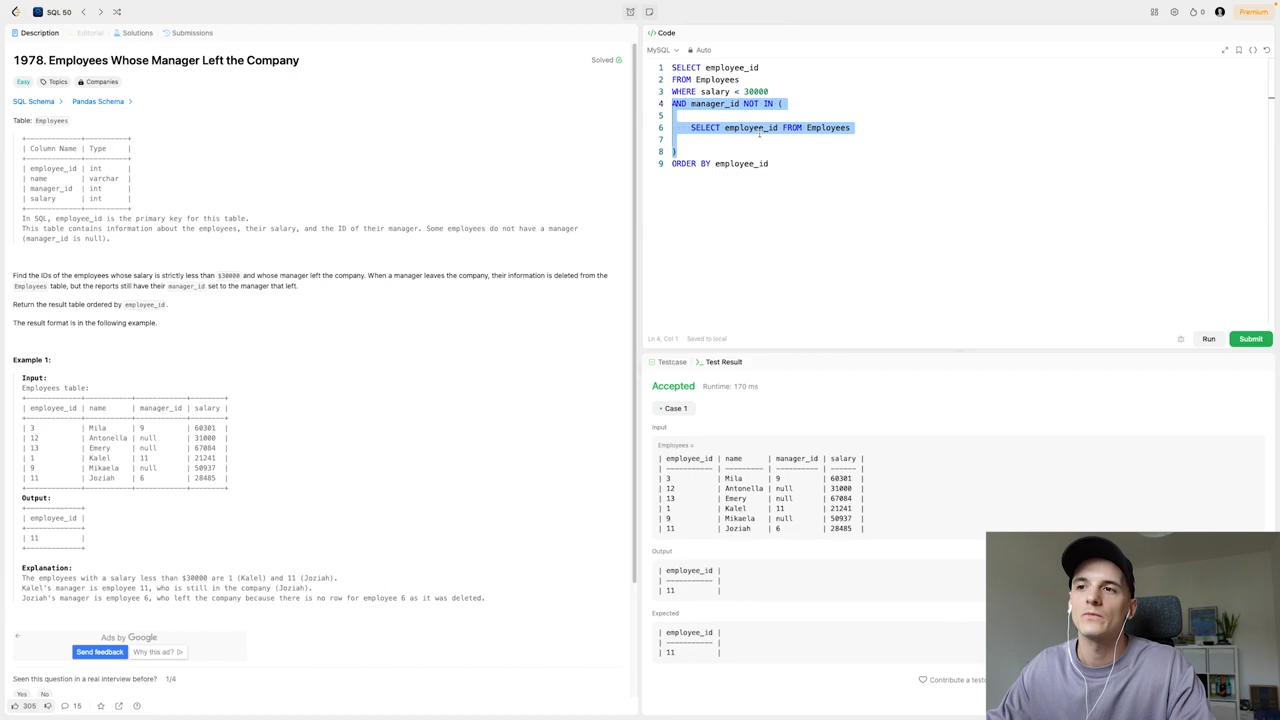 SQL 50
Premium
0
Description
Editorial
Solutions
Submissions
1978. Employees Whose Manager Left the Company
Solved
Easy
Topics
Companies
SQL Schema
Pandas Schema
Table: Employees
+-------------+----------+
| Column Name | Type     |
+-------------+----------+
| employee_id | int      |
| name        | varchar  |
| manager_id  | int      |
| salary      | int      |
+-------------+----------+
In SQL, employee_id is the primary key for this table.
This table contains information about the employees, their salary, and the ID of their manager. Some employees do not have a manager
(manager_id is null).
Find the IDs of the employees whose salary is strictly less than $30000 and whose manager left the company. When a manager leaves the company, their information is deleted from the
Employees table, but the reports still have their manager_id set to the manager that left.
Return the result table ordered by employee_id.
The result format is in the following example.
Example 1:
Input:
Employees table:
+-------------+-----------+------------+--------+
| employee_id | name      | manager_id | salary |
+-------------+-----------+------------+--------+
| 3           | Mila      | 9          | 60301  |
| 12          | Antonella | null       | 31000  |
| 13          | Emery     | null       | 67084  |
| 1           | Kalel     | 11         | 21241  |
| 9           | Mikaela   | null       | 50937  |
| 11          | Joziah    | 6          | 28485  |
+-------------+-----------+------------+--------+
Output:
+-------------+
| employee_id |
+-------------+
| 11          |
+-------------+
Explanation:
The employees with a salary less than $30000 are 1 (Kalel) and 11 (Joziah).
Kalel's manager is employee 11, who is still in the company (Joziah).
Joziah's manager is employee 6, who left the company because there is no row for employee 6 as it was deleted.
Ads by Google
Send feedback
Why this ad?
Seen this question in a real interview before? 1/4
Yes
No
305
15
Code
MySQL
Auto
1 SELECT employee_id
2 FROM Employees
3 WHERE salary < 30000
4 AND manager_id NOT IN (
5
6 SELECT employee_id FROM Employees
7
8 )
9 ORDER BY employee_id
Ln 4, Col 1
Saved to local
Run
Submit
Testcase
Test Result
Accepted
Runtime: 170 ms
• Case 1
Input
Employees =
| employee_id | name      | manager_id | salary |
| ----------- | --------- | ---------- | ------ |
| 3           | Mila      | 9          | 60301  |
| 12          | Antonella | null       | 31000  |
| 13          | Emery     | null       | 67084  |
| 1           | Kalel     | 11         | 21241  |
| 9           | Mikaela   | null       | 50937  |
| 11          | Joziah    | 6          | 28485  |
Output
| employee_id |
| ----------- |
| 11          |
Expected
| employee_id |
| ----------- |
| 11          |
Contribute a